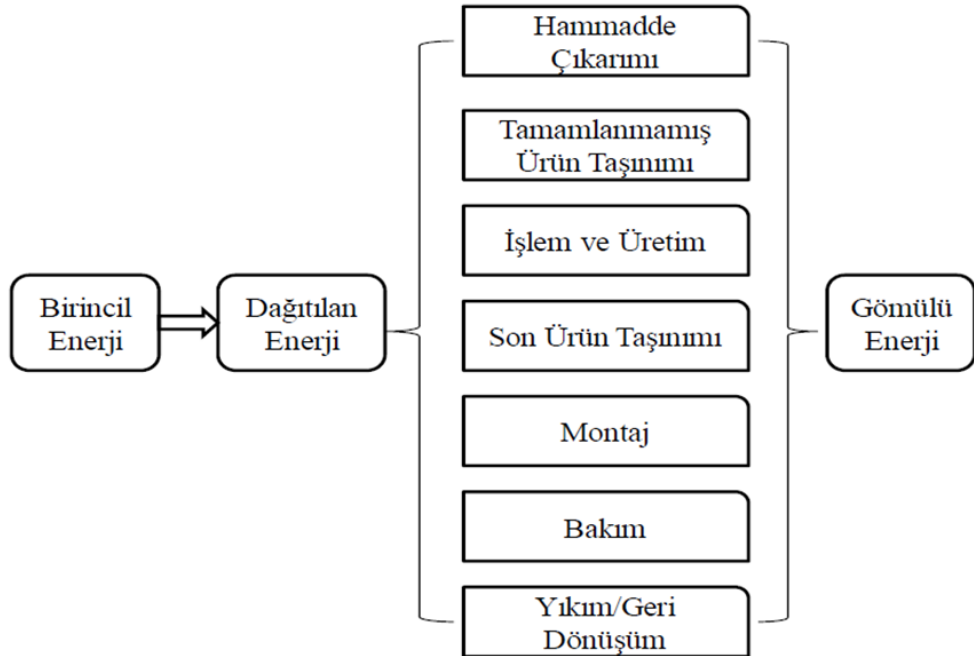 Birincil
Enerji
Dağıtılan
Enerji
Hammadde
Çıkarımı
Tamamlanmamış
Ürün Taşınımı
İşlem ve Üretim
Son Ürün Taşınımı
Montaj
Bakım
Yıkım/Geri
Dönüşüm
Gömülü
Enerji